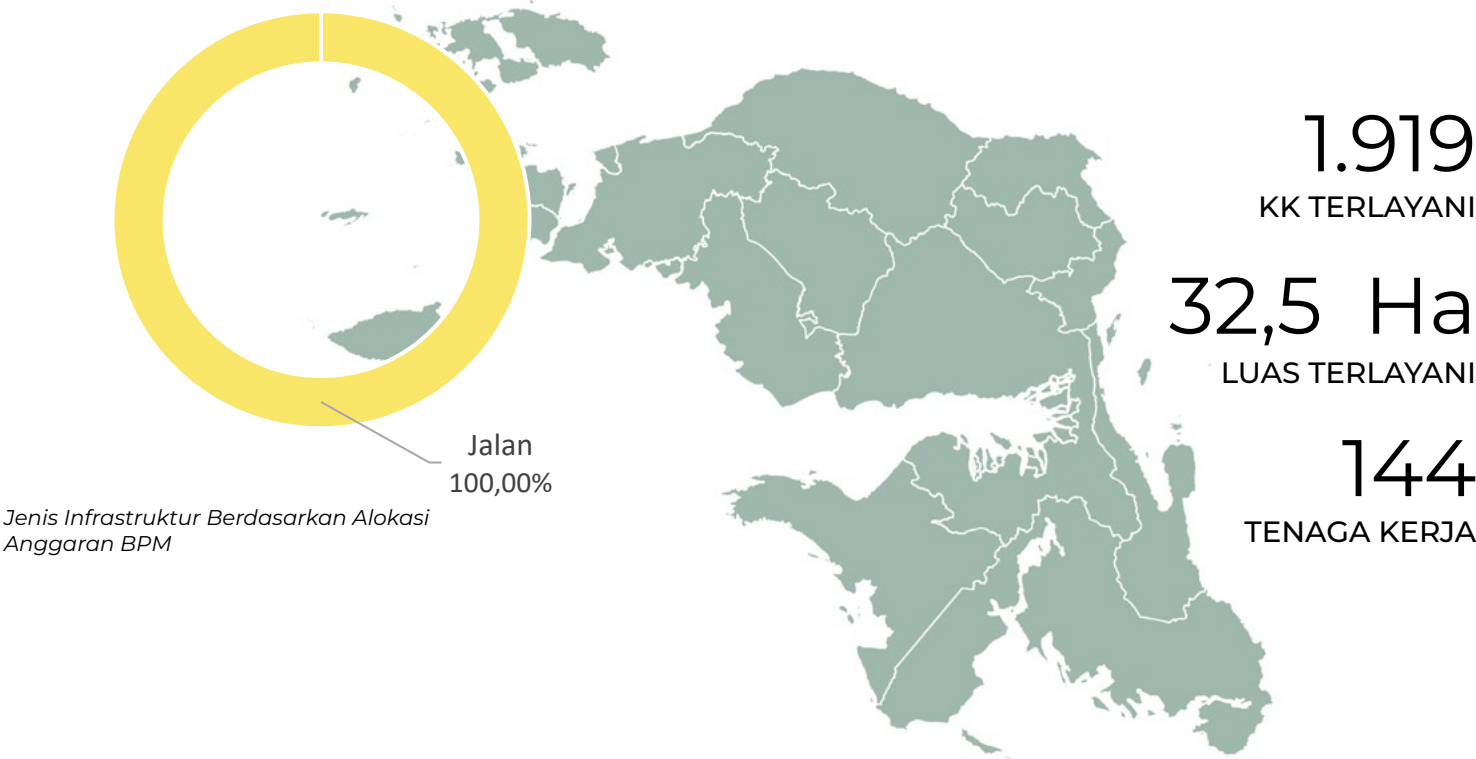 Jalan
100,00%
Jenis Infrastruktur Berdasarkan Alokasi
Anggaran BPM
1.919
KK TERLAYANI
32,5 Ha
LUAS TERLAYANI
144
TENAGA KERJA